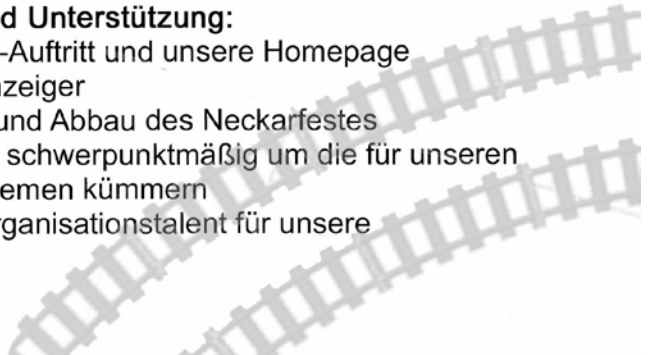 d Unterstützung:
-Auftritt und unsere Homepage
zeiger
und Abbau des Neckarfestes
schwerpunktmäßig um die für unseren
emen kümmern
rganisationstalent für unsere